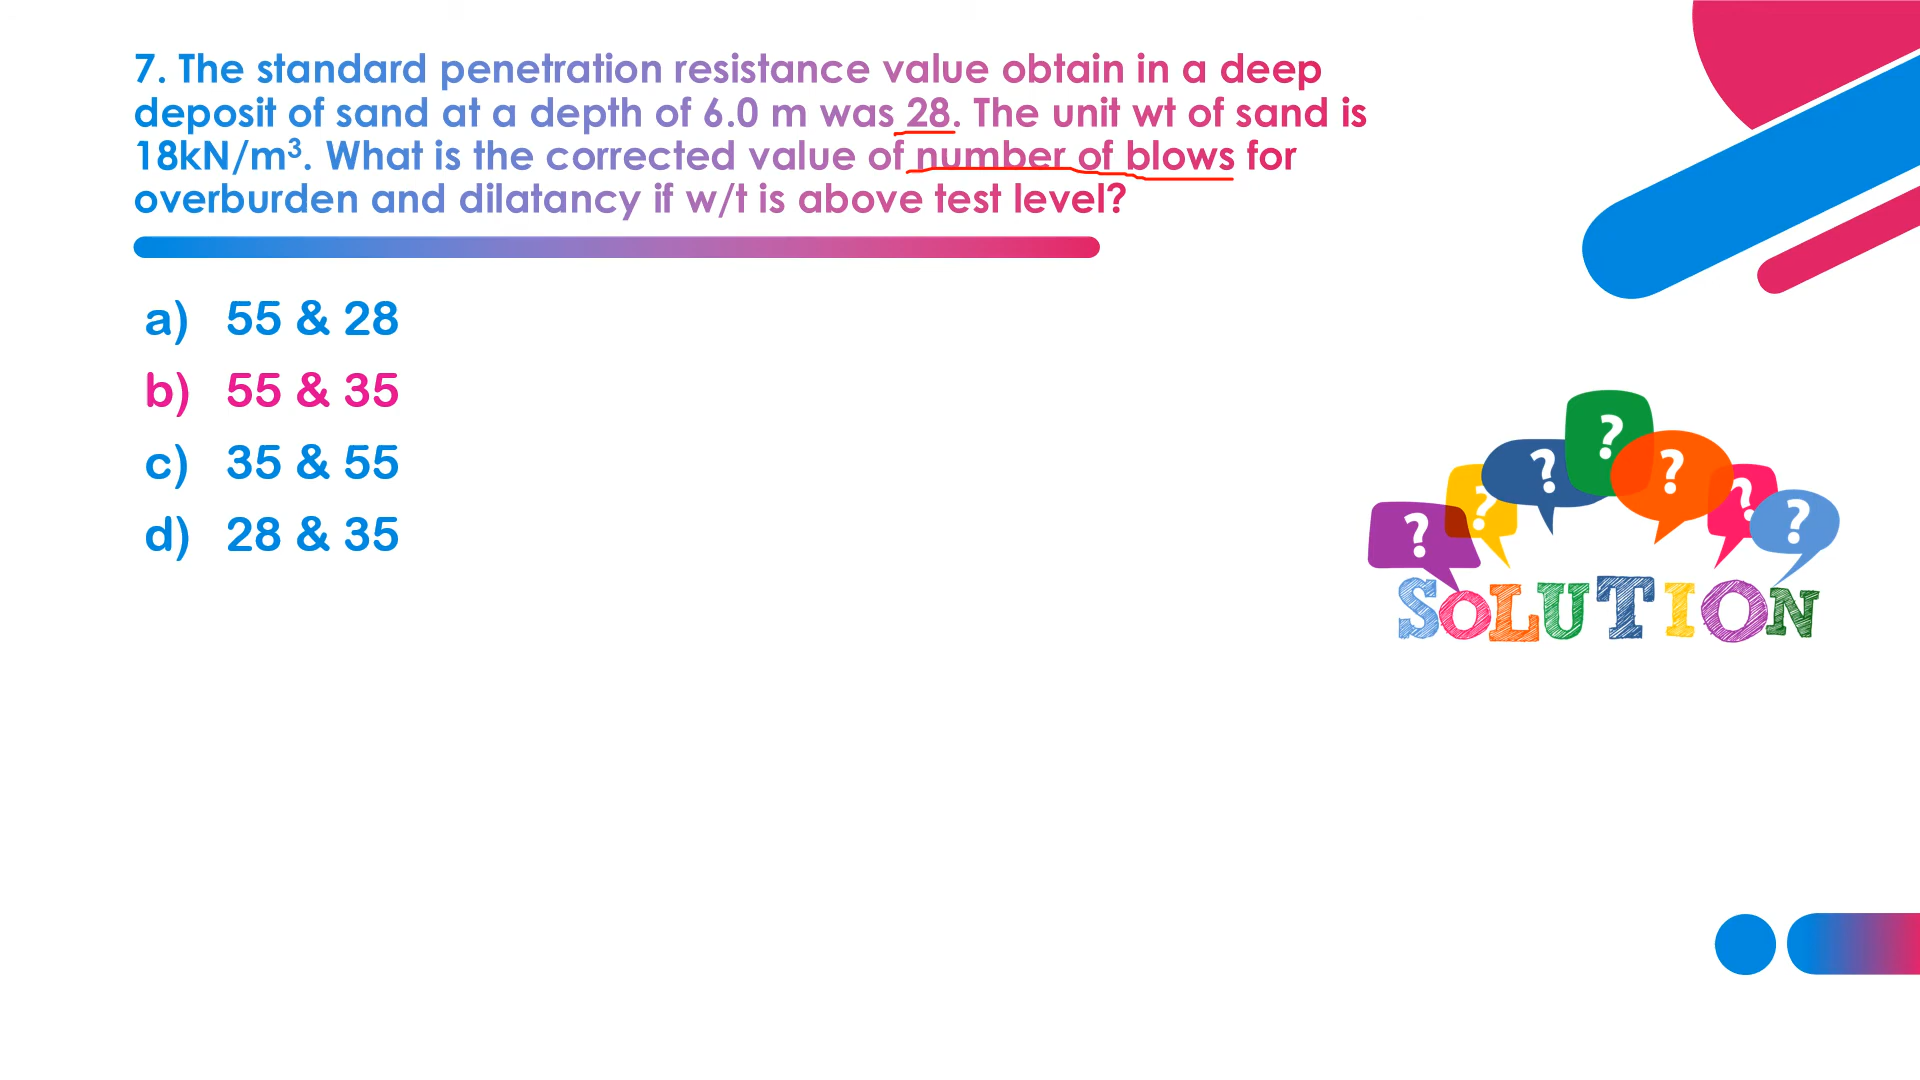 7. The standard penetration resistance value obtain in a deep
deposit of sand at a depth of 6.0 m was 28. The unit wt of sand is
18kN/m³. What is the corrected value of number of blows for
overburden and dilatancy if w/t is above test level?
a) 55 & 28
b) 55 & 35
c) 35 & 55
d) 28 & 35
? ? ? ? ? ? ?
SOLUTION